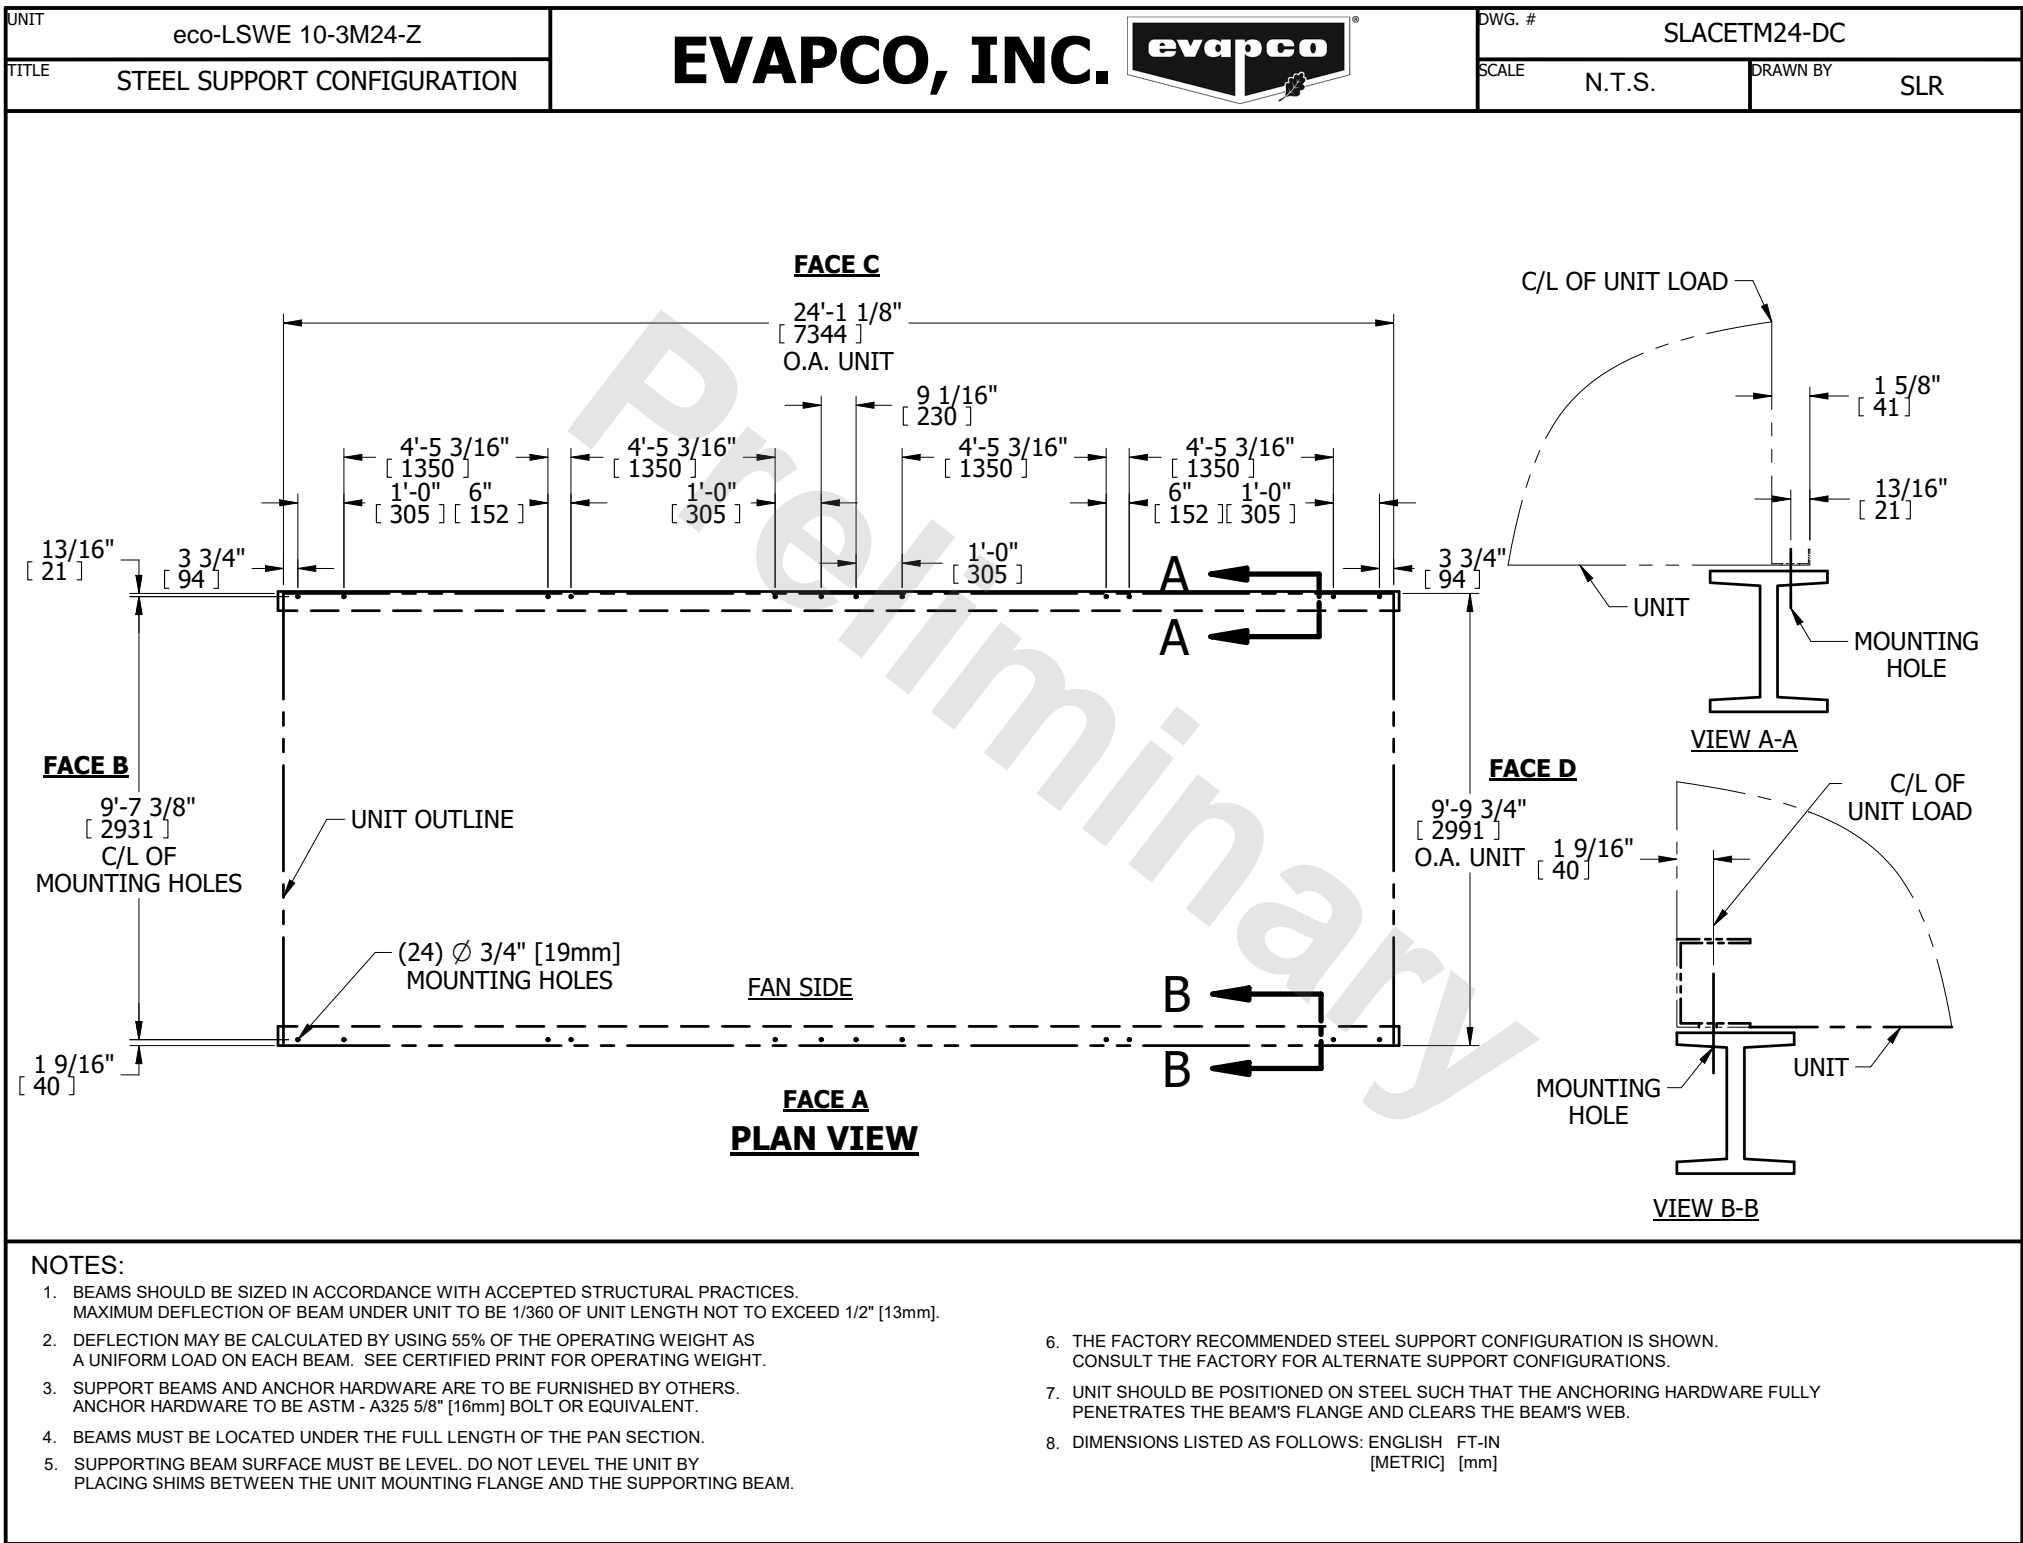 UNIT
eco-LSWE 10-3M24-Z
TITLE
STEEL SUPPORT CONFIGURATION
EVAPCO, INC.
evapco
®
DWG. #
SLACETM24-DC
SCALE
N.T.S.
DRAWN BY
SLR
FACE C
24'-1 1/8"
[ 7344 ]
O.A. UNIT
9 1/16"
[ 230 ]
4'-5 3/16"
[ 1350 ]
4'-5 3/16"
[ 1350 ]
4'-5 3/16"
[ 1350 ]
4'-5 3/16"
[ 1350 ]
1'-0"
[ 305 ]
6"
[ 152 ]
1'-0"
[ 305 ]
6"
[ 152 ]
1'-0"
[ 305 ]
13/16"
[ 21 ]
3 3/4"
[ 94 ]
1'-0"
[ 305 ]
3 3/4"
[ 94 ]
A
A
FACE B
9'-7 3/8"
[ 2931 ]
C/L OF
MOUNTING HOLES
UNIT OUTLINE
FACE D
9'-9 3/4"
[ 2991 ]
O.A. UNIT
(24) Ø 3/4" [19mm]
MOUNTING HOLES
FAN SIDE
B
B
1 9/16"
[ 40 ]
FACE A
PLAN VIEW
Preliminary
C/L OF UNIT LOAD
1 5/8"
[ 41 ]
13/16"
[ 21 ]
UNIT
MOUNTING
HOLE
VIEW A-A
C/L OF
UNIT LOAD
1 9/16"
[ 40 ]
UNIT
MOUNTING
HOLE
VIEW B-B
NOTES:
1. BEAMS SHOULD BE SIZED IN ACCORDANCE WITH ACCEPTED STRUCTURAL PRACTICES.
MAXIMUM DEFLECTION OF BEAM UNDER UNIT TO BE 1/360 OF UNIT LENGTH NOT TO EXCEED 1/2" [13mm].
2. DEFLECTION MAY BE CALCULATED BY USING 55% OF THE OPERATING WEIGHT AS
A UNIFORM LOAD ON EACH BEAM. SEE CERTIFIED PRINT FOR OPERATING WEIGHT.
3. SUPPORT BEAMS AND ANCHOR HARDWARE ARE TO BE FURNISHED BY OTHERS.
ANCHOR HARDWARE TO BE ASTM - A325 5/8" [16mm] BOLT OR EQUIVALENT.
4. BEAMS MUST BE LOCATED UNDER THE FULL LENGTH OF THE PAN SECTION.
5. SUPPORTING BEAM SURFACE MUST BE LEVEL. DO NOT LEVEL THE UNIT BY
PLACING SHIMS BETWEEN THE UNIT MOUNTING FLANGE AND THE SUPPORTING BEAM.
6. THE FACTORY RECOMMENDED STEEL SUPPORT CONFIGURATION IS SHOWN.
CONSULT THE FACTORY FOR ALTERNATE SUPPORT CONFIGURATIONS.
7. UNIT SHOULD BE POSITIONED ON STEEL SUCH THAT THE ANCHORING HARDWARE FULLY
PENETRATES THE BEAM'S FLANGE AND CLEARS THE BEAM'S WEB.
8. DIMENSIONS LISTED AS FOLLOWS: ENGLISH FT-IN
[METRIC] [mm]